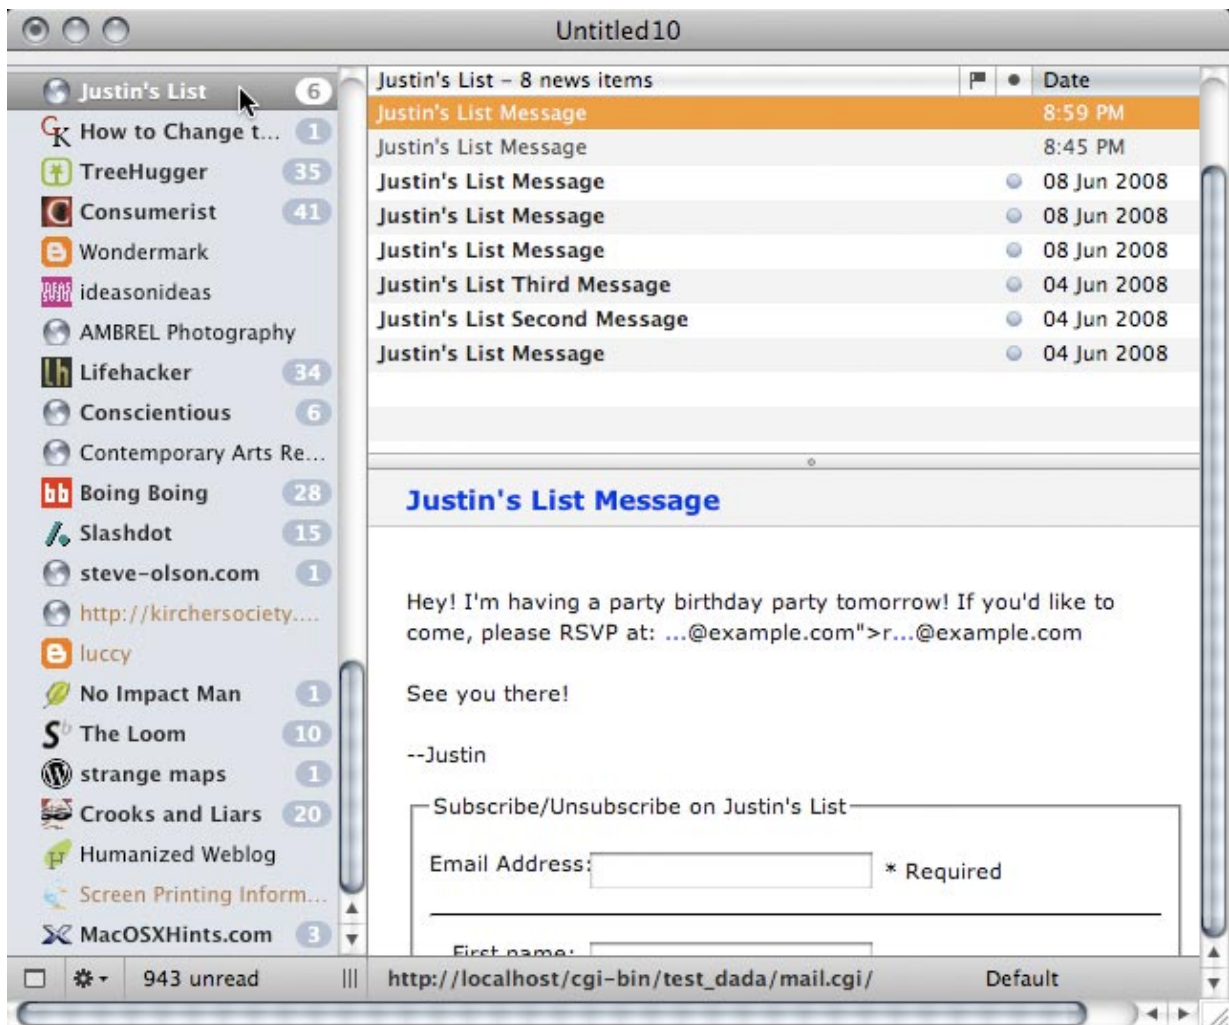 Untitled10
Justin's List 6
How to Change t... 1
TreeHugger 35
Consumerist 41
Wondermark
ideasonideas
AMBREL Photography
Lifehacker 34
Conscientious 6
Contemporary Arts Re...
Boing Boing 28
Slashdot 15
steve-olson.com 1
http://kirchersociety....
luccy
No Impact Man 1
The Loom 10
strange maps 1
Crooks and Liars 20
Humanized Weblog
Screen Printing Inform...
MacOSXHints.com 3
943 unread
Justin's List – 8 news items Date
Justin's List Message 8:59 PM
Justin's List Message 8:45 PM
Justin's List Message 08 Jun 2008
Justin's List Message 08 Jun 2008
Justin's List Message 08 Jun 2008
Justin's List Third Message 04 Jun 2008
Justin's List Second Message 04 Jun 2008
Justin's List Message 04 Jun 2008
Justin's List Message
Hey! I'm having a party birthday party tomorrow! If you'd like to
come, please RSVP at: ...@example.com">r...@example.com
See you there!
--Justin
Subscribe/Unsubscribe on Justin's List
Email Address: * Required
First name:
http://localhost/cgi-bin/test_dada/mail.cgi/ Default